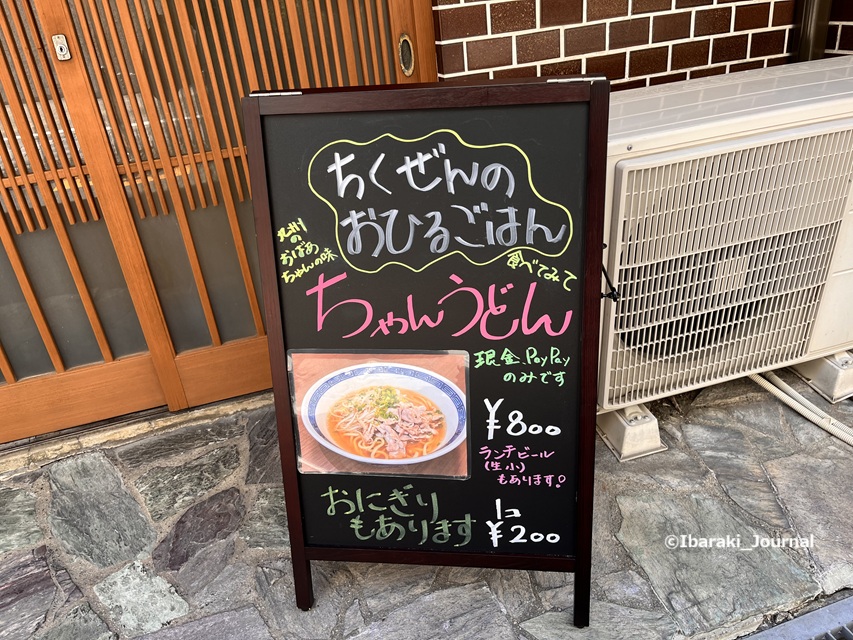 ちくぜんの
おひるごはん
九州の
おばあ
ちゃんの味
食べてみて
ちゃんうどん
現金、PayPay
のみです
¥800
ランチビール
(生小)
もあります!
おにぎり
もあります
1コ
¥200
©Ibaraki_Journal